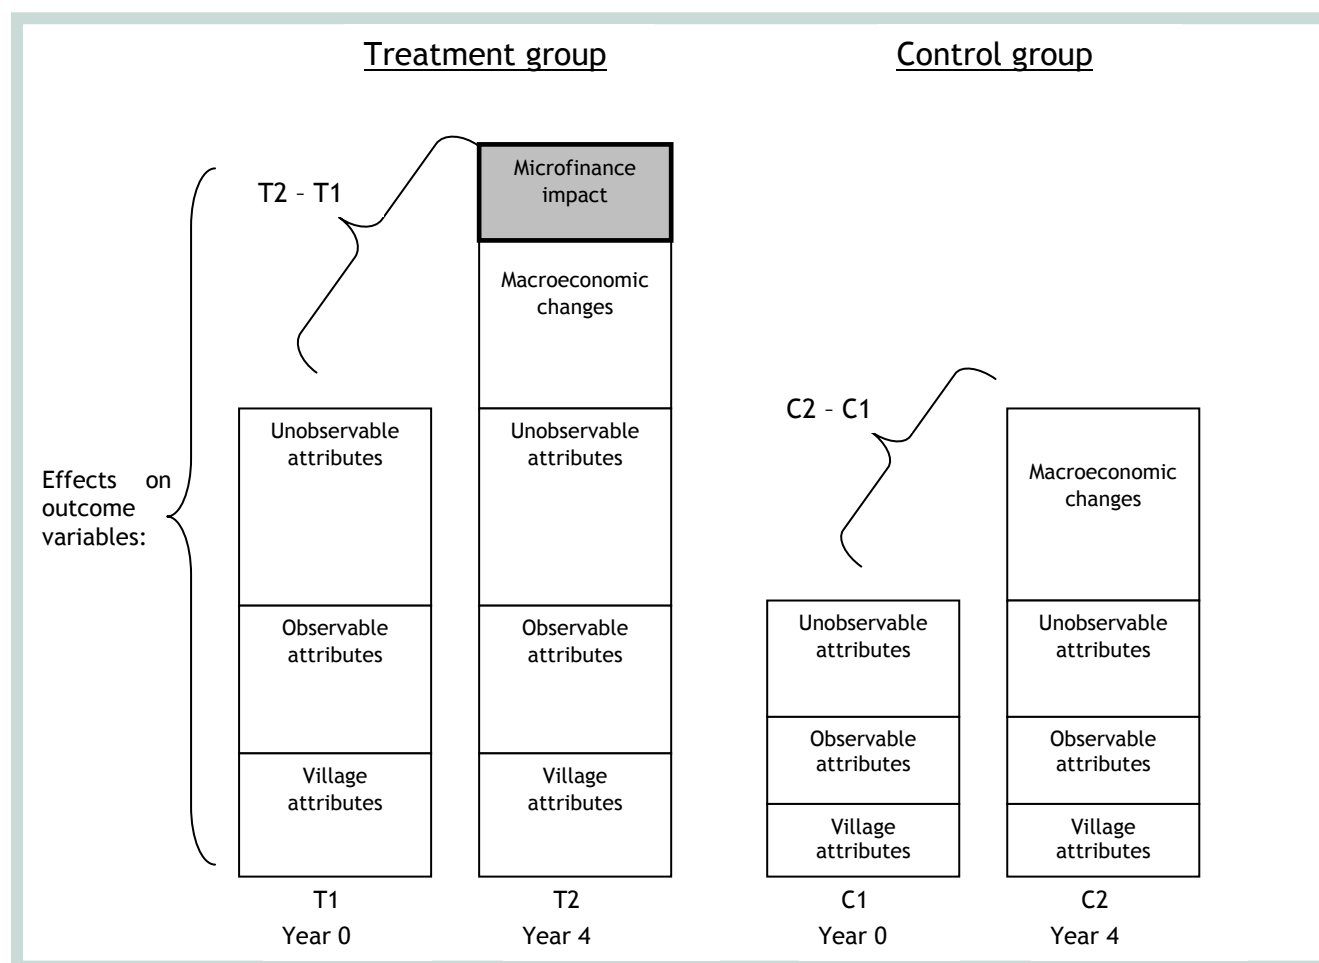 Treatment group
Control group
T2 – T1
Microfinance
impact
Macroeconomic
changes
C2 – C1
Effects on
outcome
variables:
Unobservable
attributes
Unobservable
attributes
Macroeconomic
changes
Observable
attributes
Observable
attributes
Unobservable
attributes
Unobservable
attributes
Village
attributes
Village
attributes
Observable
attributes
Observable
attributes
Village
attributes
Village
attributes
T1
T2
C1
C2
Year 0
Year 4
Year 0
Year 4